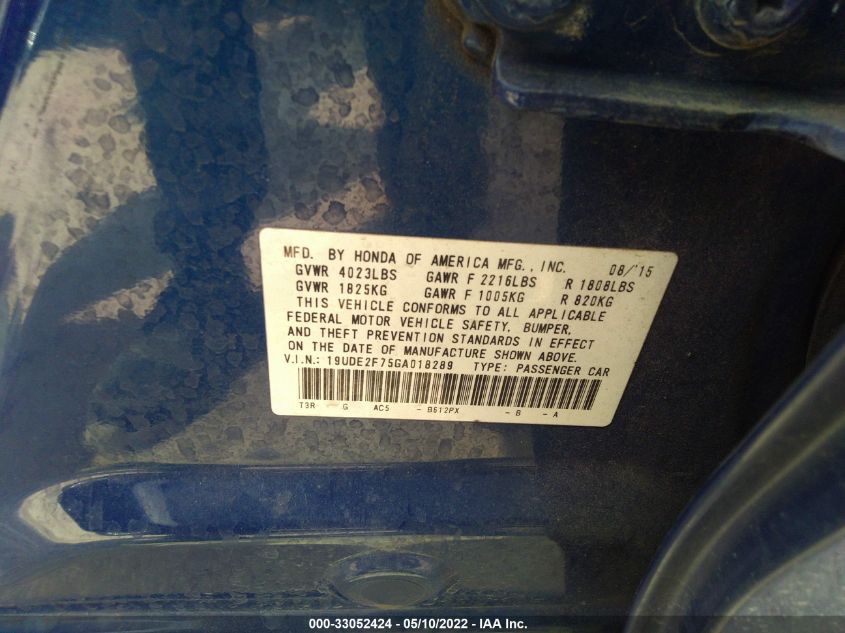 MFD. BY HONDA OF AMERICA MFG., INC. 08/'15
GVWR 4023LBS GAWR F 2216LBS R 1808LBS
GVWR 1825KG GAWR F 1005KG R 820KG
THIS VEHICLE CONFORMS TO ALL APPLICABLE
FEDERAL MOTOR VEHICLE SAFETY, BUMPER,
AND THEFT PREVENTION STANDARDS IN EFFECT
ON THE DATE OF MANUFACTURE SHOWN ABOVE.
V.I.N.: 19UDE2F75GA018289 TYPE: PASSENGER CAR
T3R G AC5 - B612PX - B - A
000-33052424 - 05/10/2022 - IAA Inc.